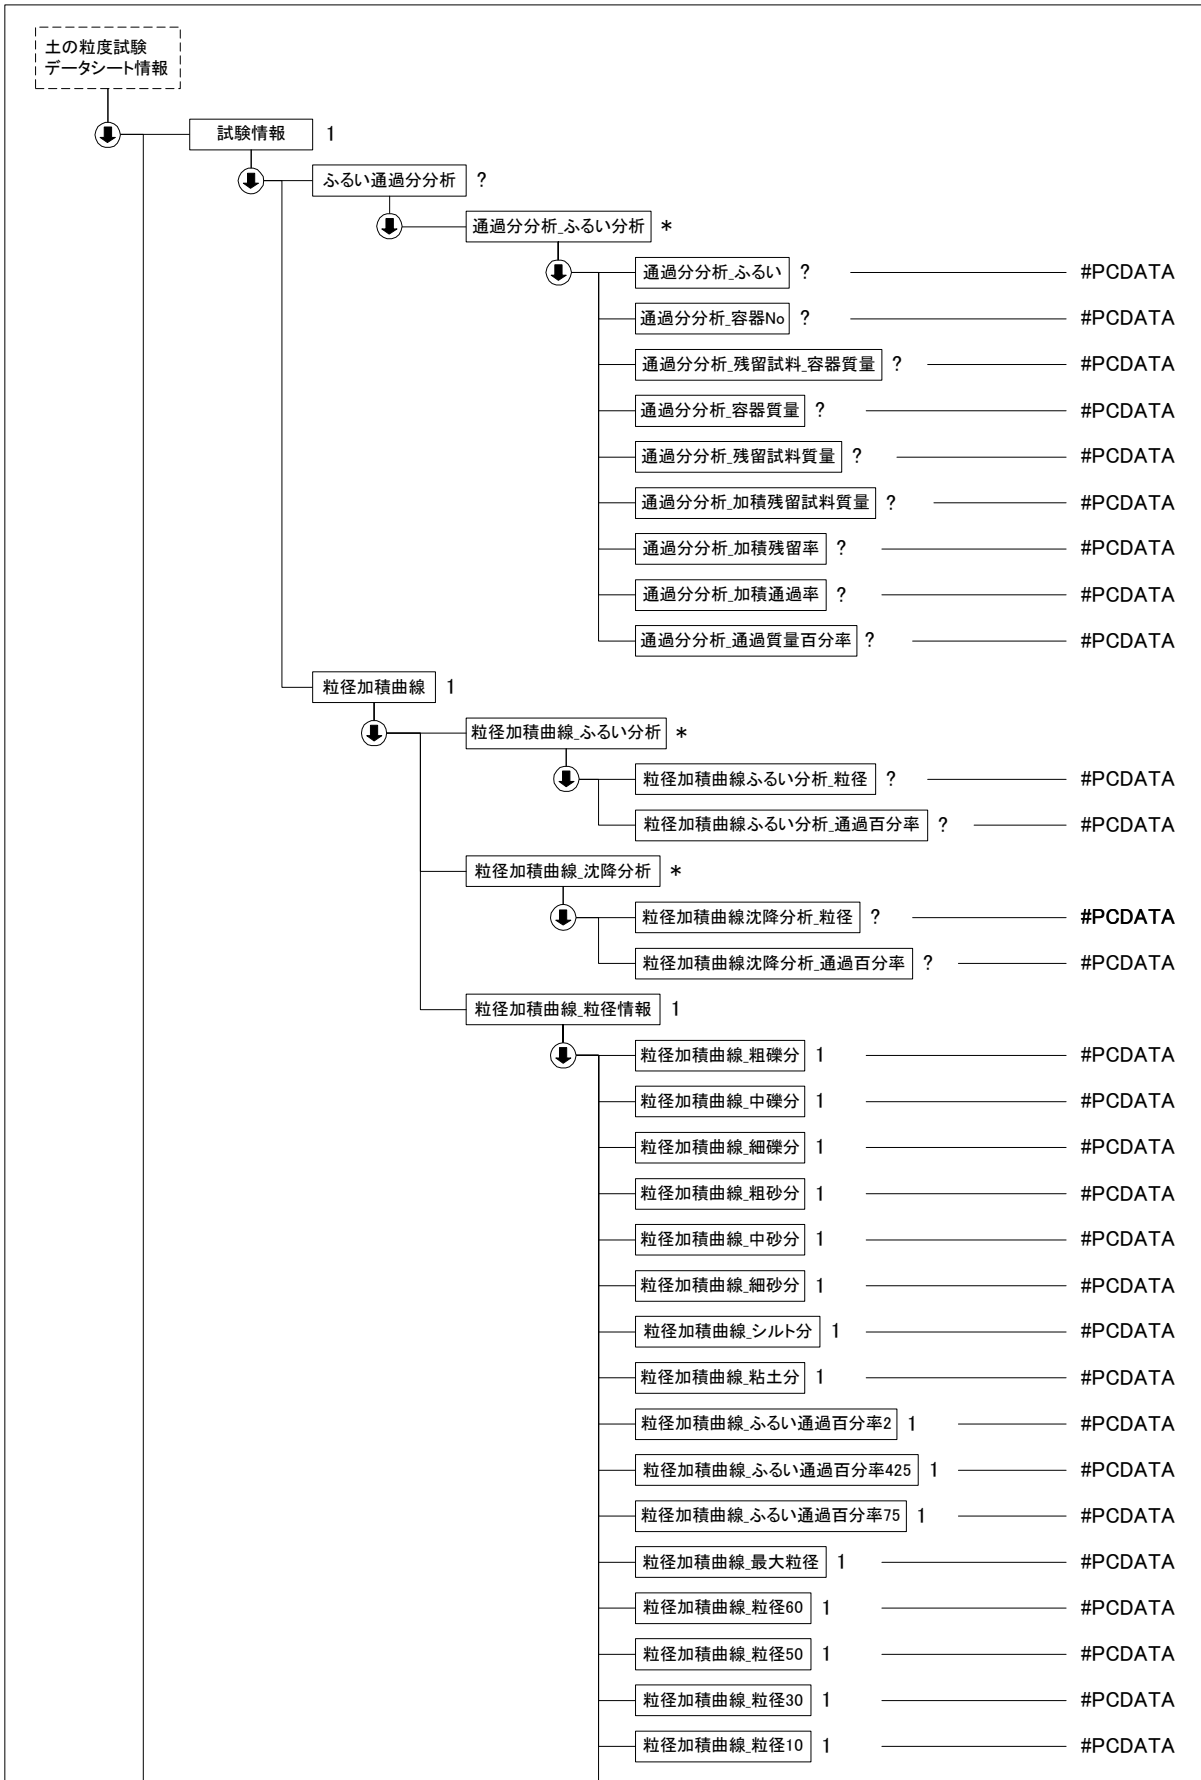 土の粒度試験
データシート情報
試験情報 1
ふるい通過分分析 ?
通過分分析_ふるい分析 *
通過分分析_ふるい ? #PCDATA
通過分分析_容器No ? #PCDATA
通過分分析_残留試料_容器質量 ? #PCDATA
通過分分析_容器質量 ? #PCDATA
通過分分析_残留試料質量 ? #PCDATA
通過分分析_加積残留試料質量 ? #PCDATA
通過分分析_加積残留率 ? #PCDATA
通過分分析_加積通過率 ? #PCDATA
通過分分析_通過質量百分率 ? #PCDATA
粒径加積曲線 1
粒径加積曲線_ふるい分析 *
粒径加積曲線ふるい分析_粒径 ? #PCDATA
粒径加積曲線ふるい分析_通過百分率 ? #PCDATA
粒径加積曲線_沈降分析 *
粒径加積曲線沈降分析_粒径 ? #PCDATA
粒径加積曲線沈降分析_通過百分率 ? #PCDATA
粒径加積曲線_粒径情報 1
粒径加積曲線_粗礫分 1 #PCDATA
粒径加積曲線_中礫分 1 #PCDATA
粒径加積曲線_細礫分 1 #PCDATA
粒径加積曲線_粗砂分 1 #PCDATA
粒径加積曲線_中砂分 1 #PCDATA
粒径加積曲線_細砂分 1 #PCDATA
粒径加積曲線_シルト分 1 #PCDATA
粒径加積曲線_粘土分 1 #PCDATA
粒径加積曲線_ふるい通過百分率2 1 #PCDATA
粒径加積曲線_ふるい通過百分率425 1 #PCDATA
粒径加積曲線_ふるい通過百分率75 1 #PCDATA
粒径加積曲線_最大粒径 1 #PCDATA
粒径加積曲線_粒径60 1 #PCDATA
粒径加積曲線_粒径50 1 #PCDATA
粒径加積曲線_粒径30 1 #PCDATA
粒径加積曲線_粒径10 1 #PCDATA